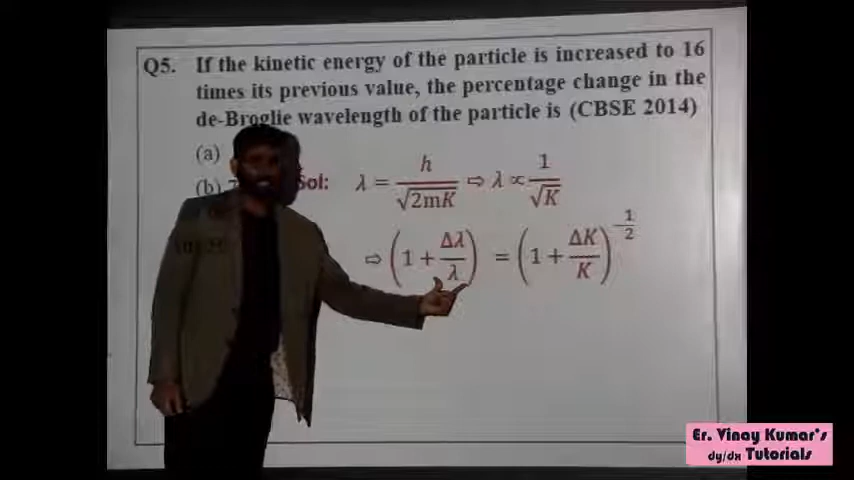 Q5. If the kinetic energy of the particle is increased to 16
times its previous value, the percentage change in the
de-Broglie wavelength of the particle is (CBSE 2014)
(a)
(b) 7 Sol: λ = h/√2mK ⇨ λ ∝ 1/√K
⇨ (1 + Δλ/λ) = (1 + ΔK/K)^-1/2
Er. Vinay Kumar's
dy/dx Tutorials